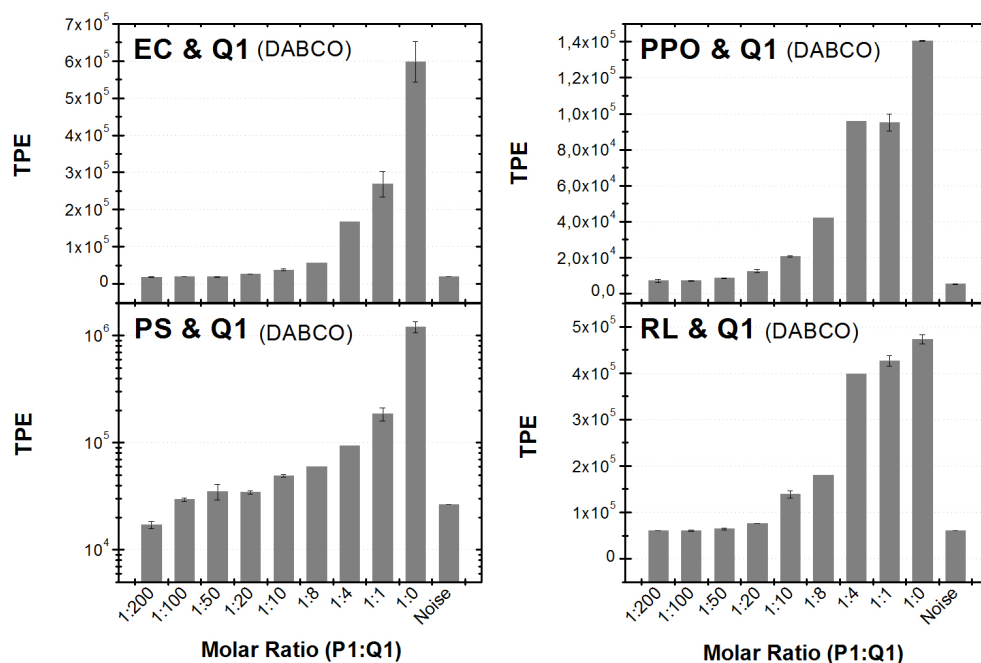 EC & Q1 (DABCO)
7x10⁵
6x10⁵
5x10⁵
4x10⁵
3x10⁵
2x10⁵
1x10⁵
0
TPE
PPO & Q1 (DABCO)
1,4x10⁵
1,2x10⁵
1,0x10⁵
8,0x10⁴
6,0x10⁴
4,0x10⁴
2,0x10⁴
0,0
TPE
PS & Q1 (DABCO)
10⁶
10⁵
10⁴
TPE
1:200 1:100 1:50 1:20 1:10 1:8 1:4 1:1 1:0 Noise
Molar Ratio (P1:Q1)
RL & Q1 (DABCO)
5x10⁵
4x10⁵
3x10⁵
2x10⁵
1x10⁵
0
TPE
1:200 1:100 1:50 1:20 1:10 1:8 1:4 1:1 1:0 Noise
Molar Ratio (P1:Q1)